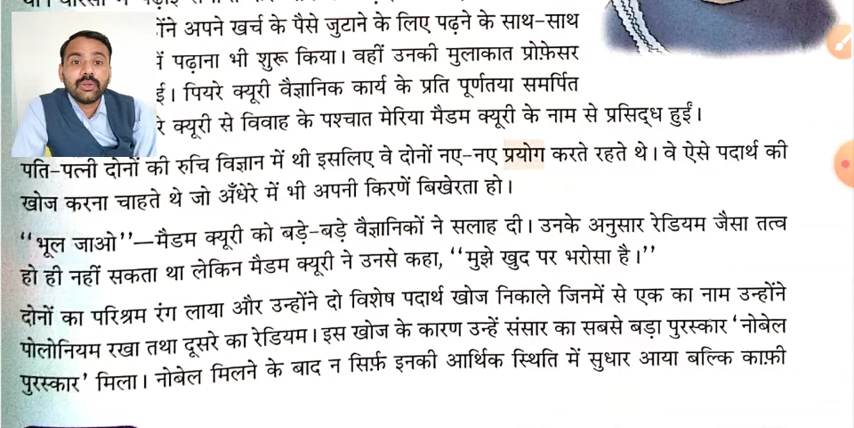 अपने खर्च के पैसे जुटाने के लिए पढ़ने के साथ-साथ
पढ़ाना भी शुरू किया। वहीं उनकी मुलाकात प्रोफ़ेसर
पियरे क्यूरी वैज्ञानिक कार्य के प्रति पूर्णतया समर्पित
क्यूरी से विवाह के पश्चात मेरिया मैडम क्यूरी के नाम से प्रसिद्ध हुईं।
पति-पत्नी दोनों की रुचि विज्ञान में थी इसलिए वे दोनों नए-नए प्रयोग करते रहते थे। वे ऐसे पदार्थ की
खोज करना चाहते थे जो अँधेरे में भी अपनी किरणें बिखेरता हो।
“भूल जाओ”—मैडम क्यूरी को बड़े-बड़े वैज्ञानिकों ने सलाह दी। उनके अनुसार रेडियम जैसा तत्व
हो ही नहीं सकता था लेकिन मैडम क्यूरी ने उनसे कहा, “मुझे खुद पर भरोसा है।”
दोनों का परिश्रम रंग लाया और उन्होंने दो विशेष पदार्थ खोज निकाले जिनमें से एक का नाम उन्होंने
पोलोनियम रखा तथा दूसरे का रेडियम। इस खोज के कारण उन्हें संसार का सबसे बड़ा पुरस्कार ‘नोबेल
पुरस्कार’ मिला। नोबेल मिलने के बाद न सिर्फ़ इनकी आर्थिक स्थिति में सुधार आया बल्कि काफ़ी